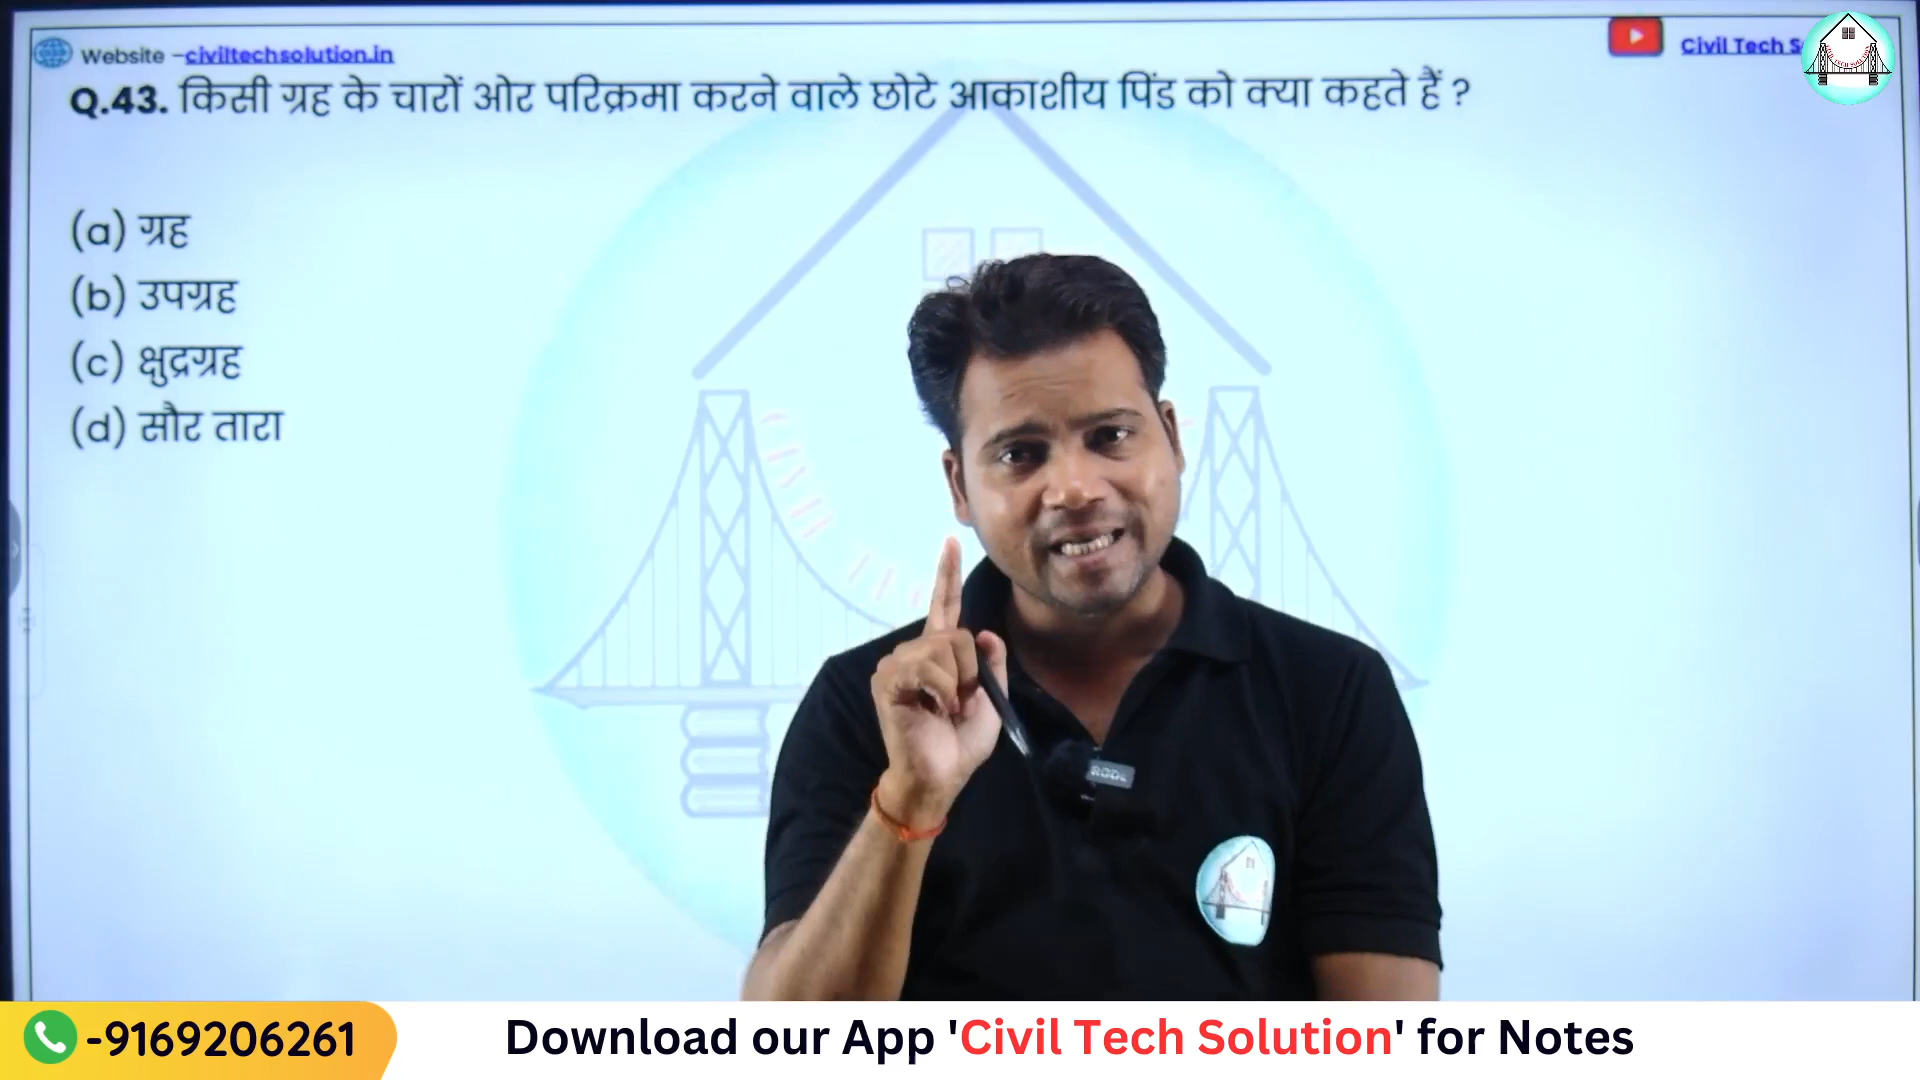 Website –civiltechsolution.in
Civil Tech S
Q.43. किसी ग्रह के चारों ओर परिक्रमा करने वाले छोटे आकाशीय पिंड को क्या कहते हैं ?
(a) ग्रह
(b) उपग्रह
(c) क्षुद्रग्रह
(d) सौर तारा
-9169206261
Download our App 'Civil Tech Solution' for Notes